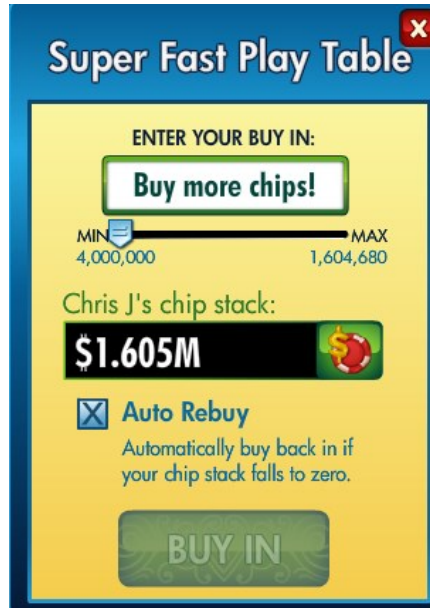 X
Super Fast Play Table
ENTER YOUR BUY IN:
Buy more chips!
MIN MAX
4,000,000 1,604,680
Chris J's chip stack:
$1.605M
$
X Auto Rebuy
Automatically buy back in if
your chip stack falls to zero.
BUY IN